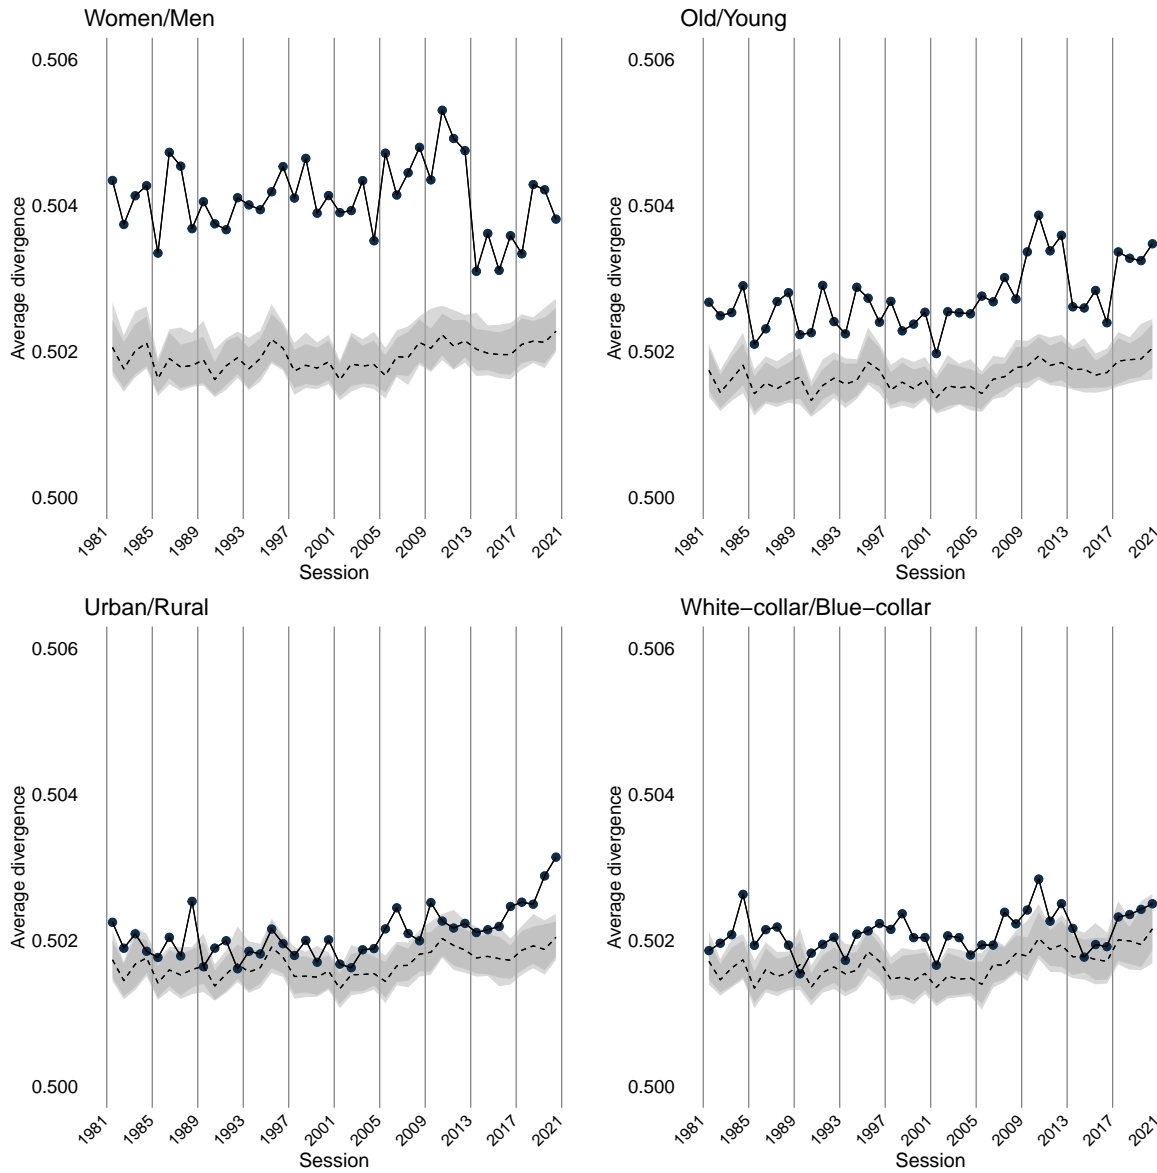 Women/Men
Average divergence
0.506
0.504
0.502
0.500
1981 1985 1989 1993 1997 2001 2005 2009 2013 2017 2021
Session
Old/Young
Average divergence
0.506
0.504
0.502
0.500
1981 1985 1989 1993 1997 2001 2005 2009 2013 2017 2021
Session
Urban/Rural
Average divergence
0.506
0.504
0.502
0.500
1981 1985 1989 1993 1997 2001 2005 2009 2013 2017 2021
Session
White−collar/Blue−collar
Average divergence
0.506
0.504
0.502
0.500
1981 1985 1989 1993 1997 2001 2005 2009 2013 2017 2021
Session